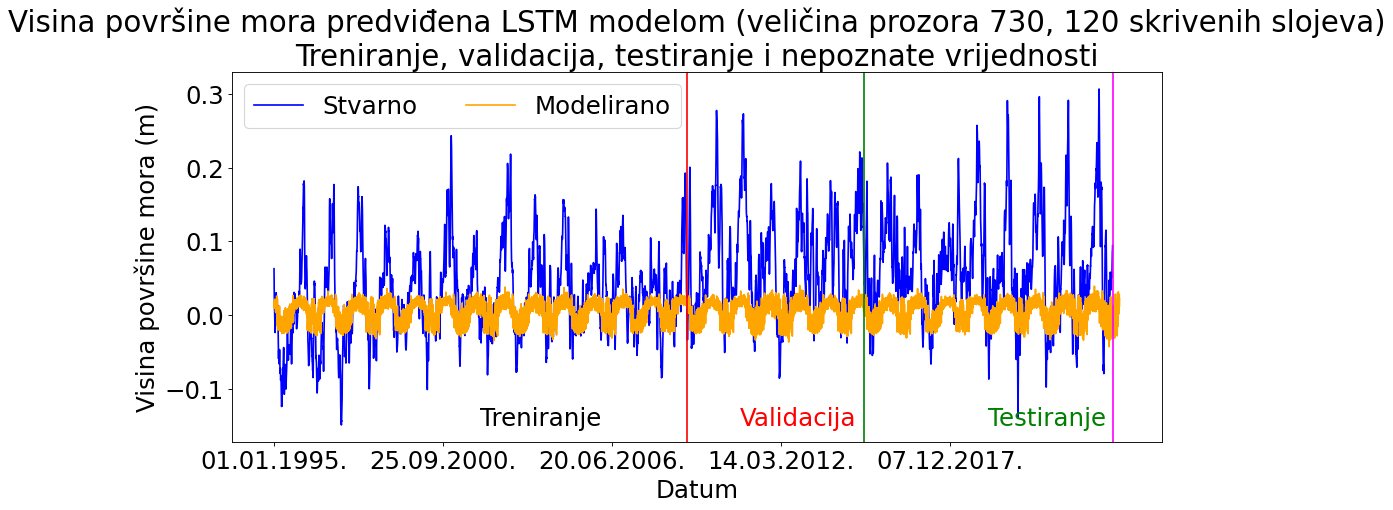 Visina površine mora predviđena LSTM modelom (veličina prozora 730, 120 skrivenih slojeva)
Treniranje, validacija, testiranje i nepoznate vrijednosti
Stvarno
Modelirano
Visina površine mora (m)
0.3
0.2
0.1
0.0
−0.1
Treniranje
Validacija
Testiranje
01.01.1995.
25.09.2000.
20.06.2006.
14.03.2012.
07.12.2017.
Datum